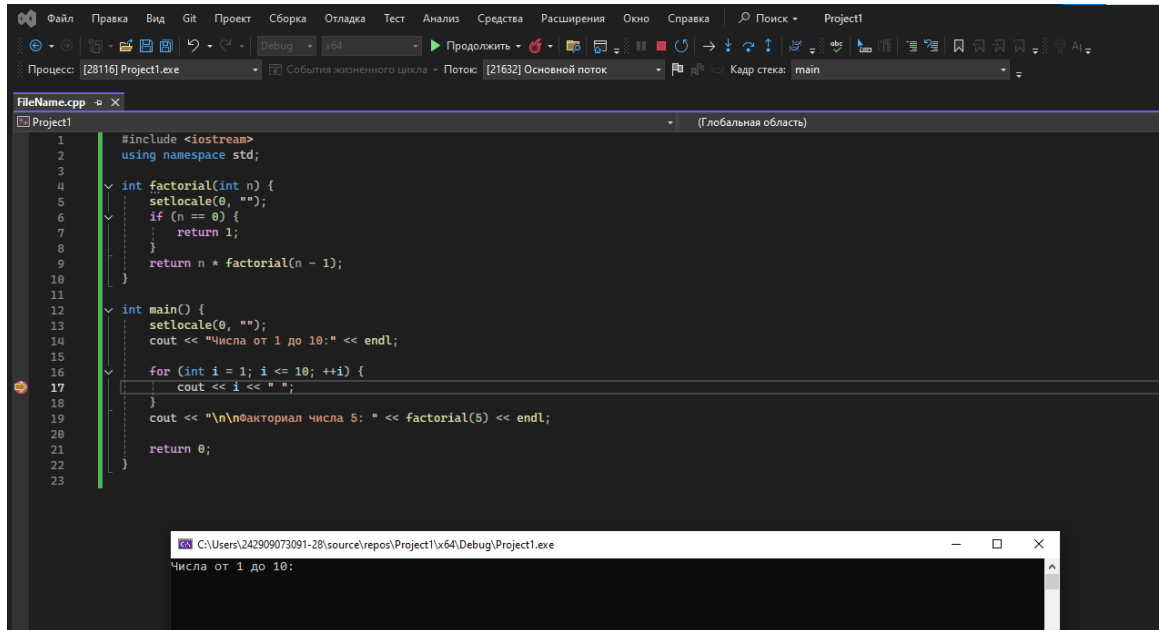 Файл Правка Вид Git Проект Сборка Отладка Тест Анализ Средства Расширения Окно Справка Поиск Project1
Debug x64 Продолжить
Процесс: [28116] Project1.exe События жизненного цикла Поток: [21632] Основной поток Кадр стека: main
FileName.cpp
Project1 (Глобальная область)
1 #include <iostream>
2 using namespace std;
3
4 int factorial(int n) {
5 setlocale(0, "");
6 if (n == 0) {
7 return 1;
8 }
9 return n * factorial(n - 1);
10 }
11
12 int main() {
13 setlocale(0, "");
14 cout << "Числа от 1 до 10:" << endl;
15
16 for (int i = 1; i <= 10; ++i) {
17 cout << i << " ";
18 }
19 cout << "\n\nФакториал числа 5: " << factorial(5) << endl;
20
21 return 0;
22 }
23
C:\Users\242909073091-28\source\repos\Project1\x64\Debug\Project1.exe
Числа от 1 до 10: